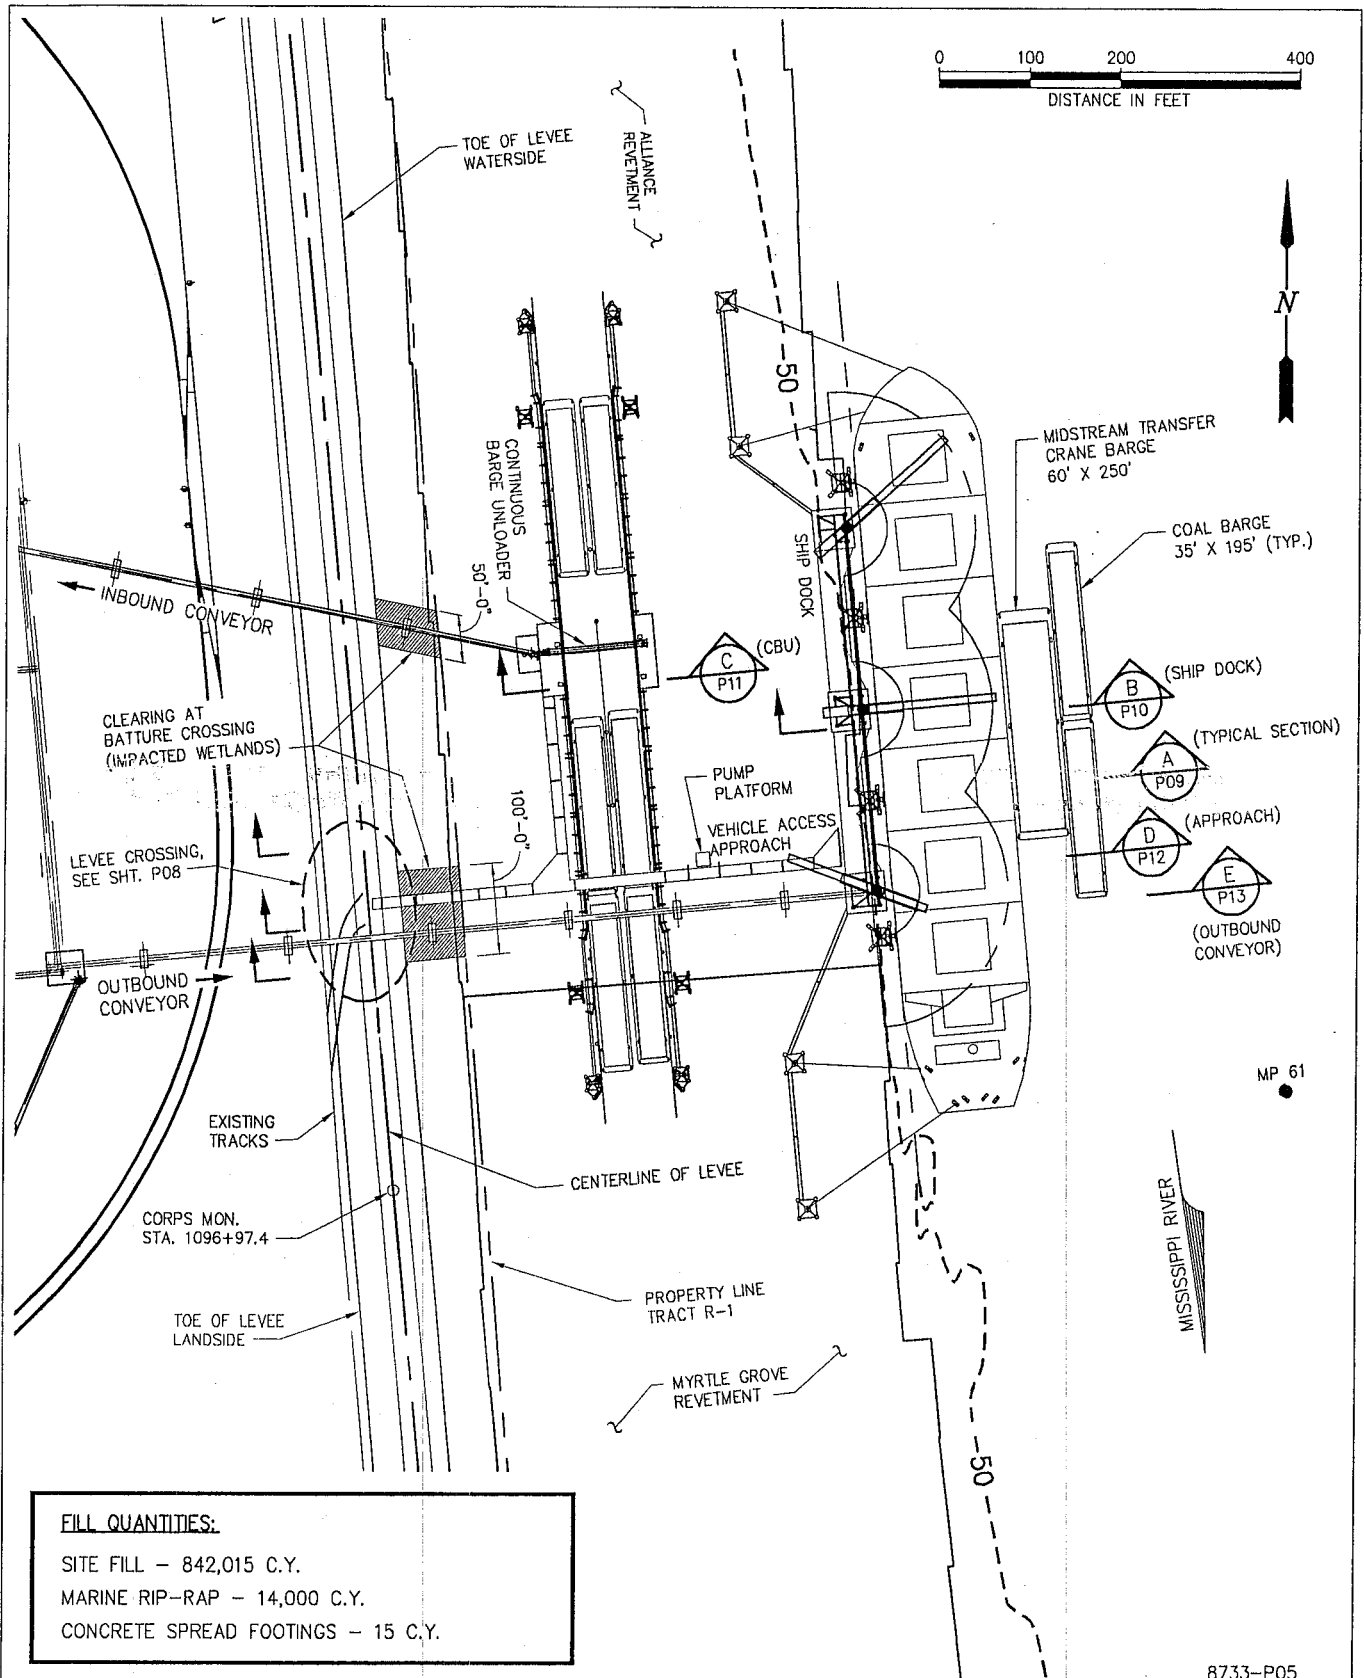 0 100 200 400
DISTANCE IN FEET
TOE OF LEVEE
WATERSIDE
ALLIANCE
REVETMENT
N
50
MIDSTREAM TRANSFER
CRANE BARGE
60' X 250'
COAL BARGE
35' X 195' (TYP.)
CONTINUOUS
BARGE UNLOADER
SHIP DOCK
50'-0"
INBOUND CONVEYOR
C
P11
(CBU)
B
P10
(SHIP DOCK)
CLEARING AT
BATTURE CROSSING
(IMPACTED WETLANDS)
A
P09
(TYPICAL SECTION)
PUMP
PLATFORM
100'-0"
VEHICLE ACCESS
APPROACH
D
P12
(APPROACH)
LEVEE CROSSING,
SEE SHT. P08
E
P13
(OUTBOUND
CONVEYOR)
OUTBOUND
CONVEYOR
MP 61
EXISTING
TRACKS
CENTERLINE OF LEVEE
CORPS MON.
STA. 1096+97.4
MISSISSIPPI RIVER
PROPERTY LINE
TRACT R-1
TOE OF LEVEE
LANDSIDE
MYRTLE GROVE
REVETMENT
-50
FILL QUANTITIES:
SITE FILL - 842,015 C.Y.
MARINE RIP-RAP - 14,000 C.Y.
CONCRETE SPREAD FOOTINGS - 15 C.Y.
8733-P05